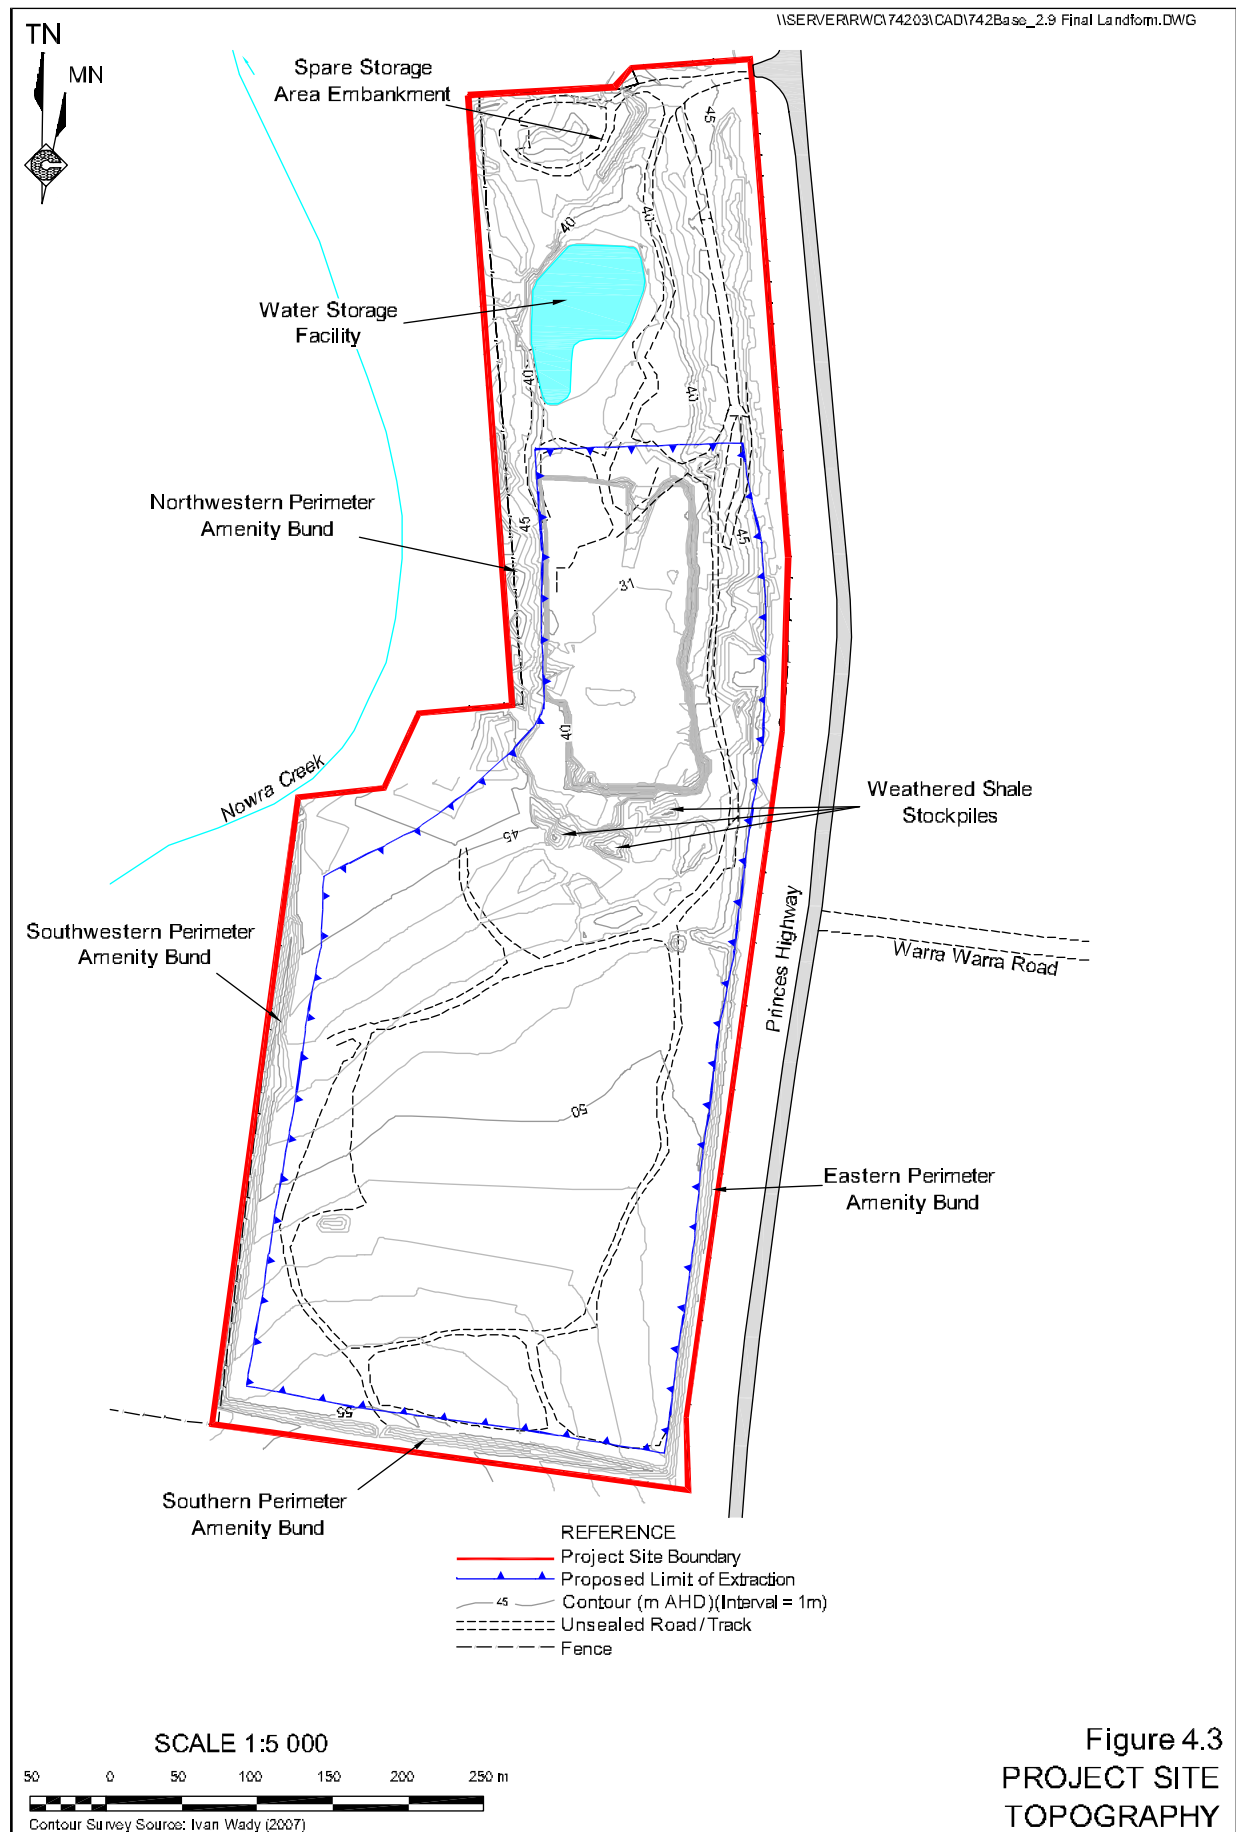 \\SERVER\RWC\74203\CAD\742Base_2.9 Final Landform.DWG
TN
MN
Spare Storage
Area Embankment
45
40
40
Water Storage
Facility
40
40
Northwestern Perimeter
Amenity Bund
45
45
31
40
Nowra Creek
Weathered Shale
Stockpiles
45
Princes Highway
Southwestern Perimeter
Amenity Bund
Warra Warra Road
50
Eastern Perimeter
Amenity Bund
55
Southern Perimeter
Amenity Bund
REFERENCE
Project Site Boundary
Proposed Limit of Extraction
45
Contour (m AHD)(Interval = 1m)
Unsealed Road/Track
Fence
SCALE 1:5 000
50 0 50 100 150 200 250 m
Contour Survey Source: Ivan Wady (2007)
Figure 4.3
PROJECT SITE
TOPOGRAPHY